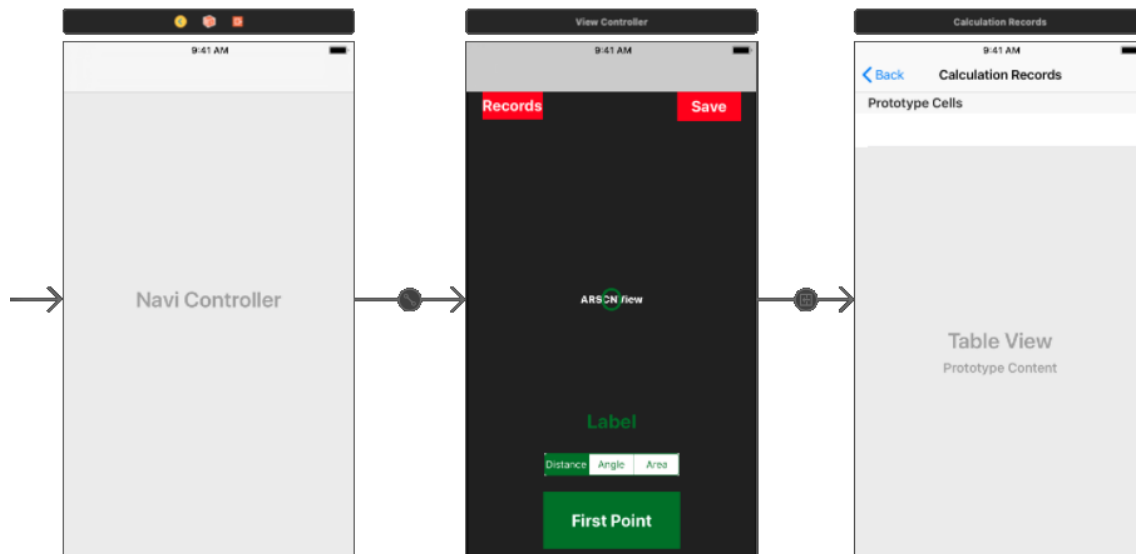 9:41 AM
Navi Controller
View Controller
9:41 AM
Records
Save
ARSCNView
Label
Distance Angle Area
First Point
Calculation Records
9:41 AM
Back Calculation Records
Prototype Cells
Table View
Prototype Content